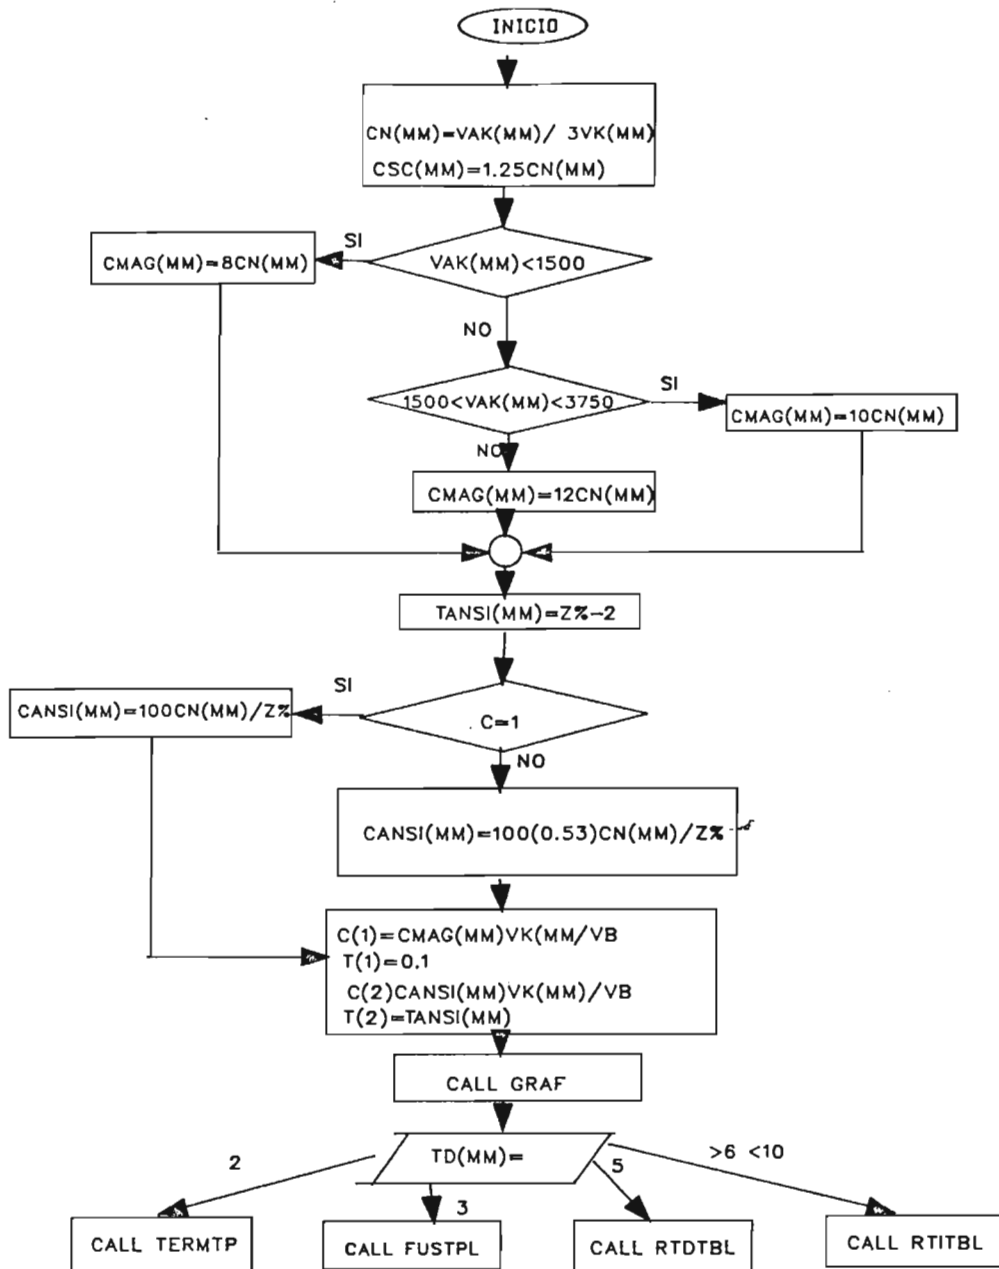 INICIO
CN(MM)=VAK(MM)/ 3VK(MM)
CSC(MM)=1.25CN(MM)
SI
CMAG(MM)=8CN(MM)
VAK(MM)<1500
NO
SI
1500<VAK(MM)<3750
CMAG(MM)=10CN(MM)
NO
CMAG(MM)=12CN(MM)
TANSI(MM)=Z%-2
SI
CANSI(MM)=100CN(MM)/Z%
C=1
NO
CANSI(MM)=100(0.53)CN(MM)/Z%
C(1)=CMAG(MM)VK(MM/VB
T(1)=0.1
C(2)CANSI(MM)VK(MM)/VB
T(2)=TANSI(MM)
CALL GRAF
TD(MM)=
2
3
5
>6 <10
CALL TERMTP
CALL FUSTPL
CALL RTDTBL
CALL RTITBL